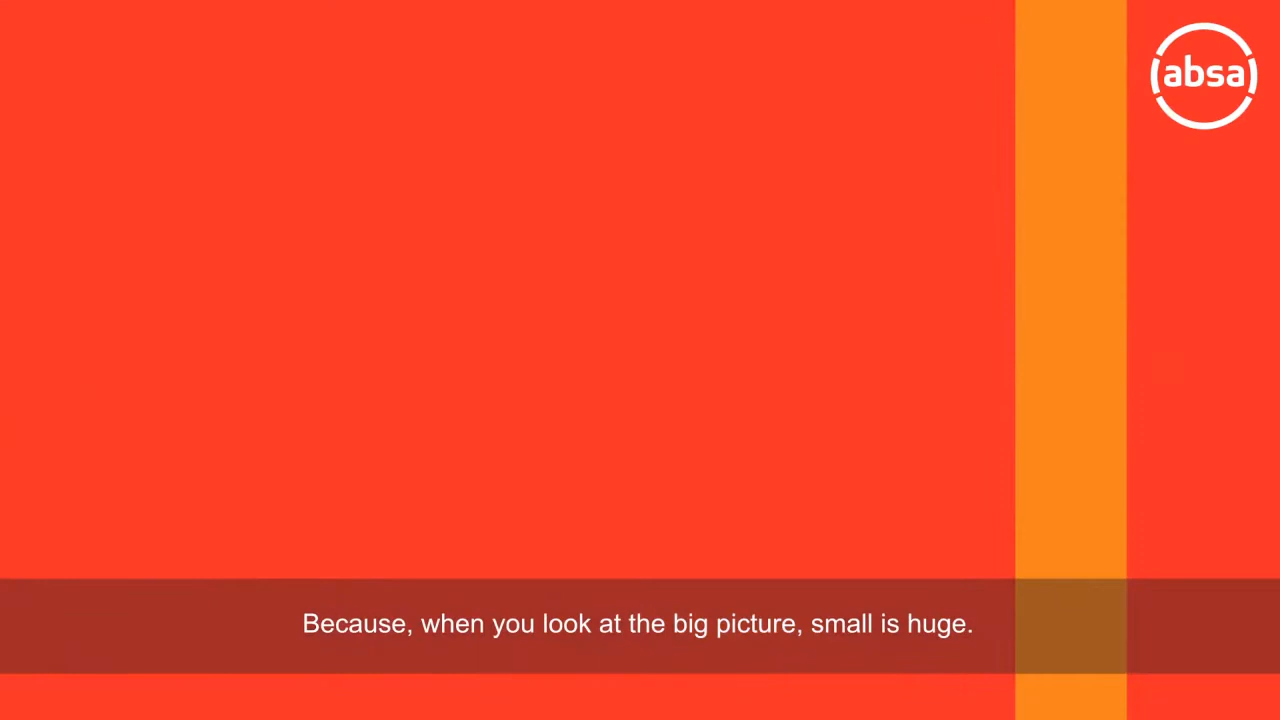 absa
Because, when you look at the big picture, small is huge.